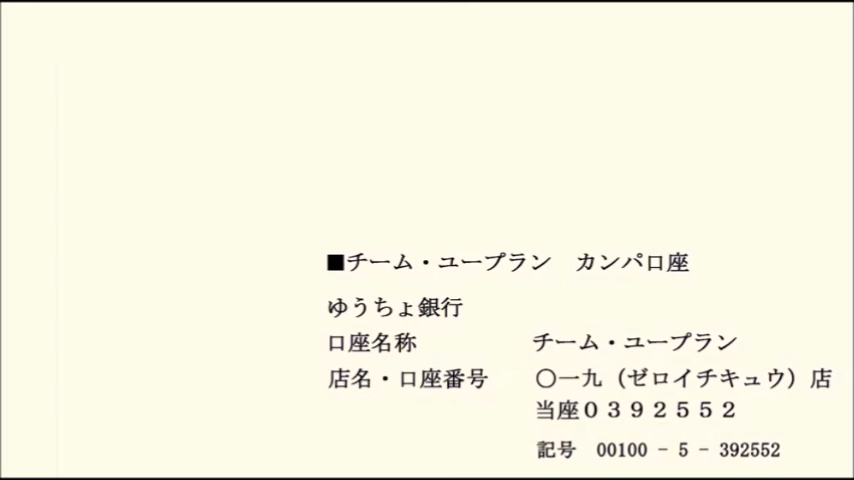 ■チーム・ユープラン　カンパ口座
ゆうちょ銀行
口座名称　チーム・ユープラン
店名・口座番号　〇一九（ゼロイチキュウ）店
当座０３９２５５２
記号　00100 − 5 − 392552